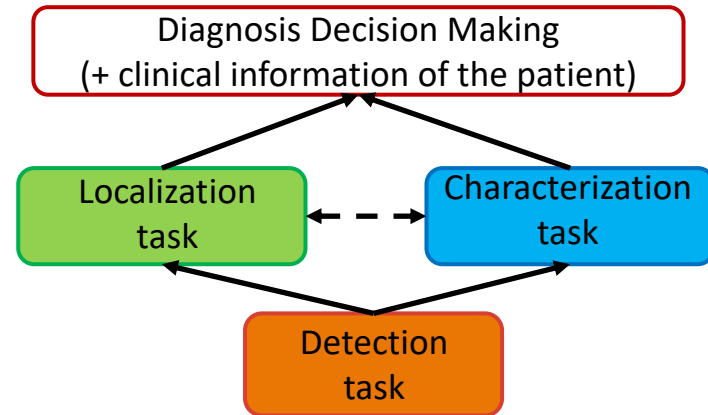 Diagnosis Decision Making
(+ clinical information of the patient)
Localization
task
Characterization
task
Detection
task